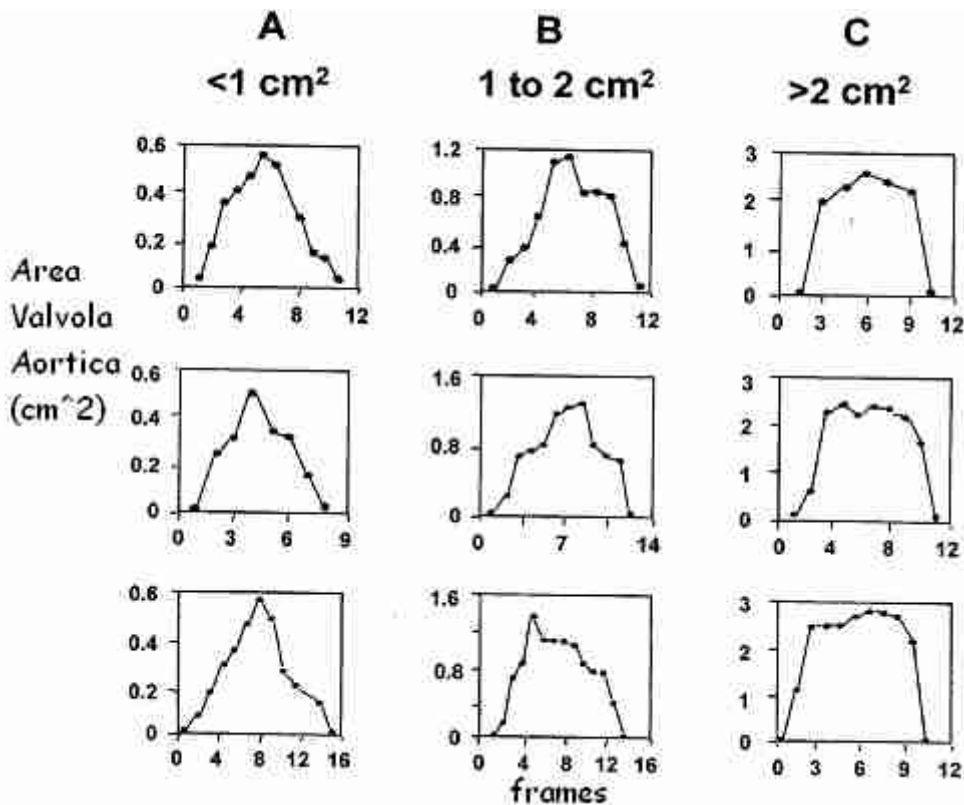 A
B
C
<1 cm²
1 to 2 cm²
>2 cm²
0.6
0.4
0.2
0
0 4 8 12
1.2
0.8
0.4
0
0 4 8 12
3
2
1
0
0 3 6 9 12
Area
Valvola
Aortica
(cm^2)
0.6
0.4
0.2
0
0 3 6 9
1.6
0.8
0
0 7 14
3
2
1
0
0 4 8 12
0.6
0.4
0.2
0
0 4 8 12 16
1.6
0.8
0
0 4 8 12 16
3
2
1
0
0 3 6 9 12
frames